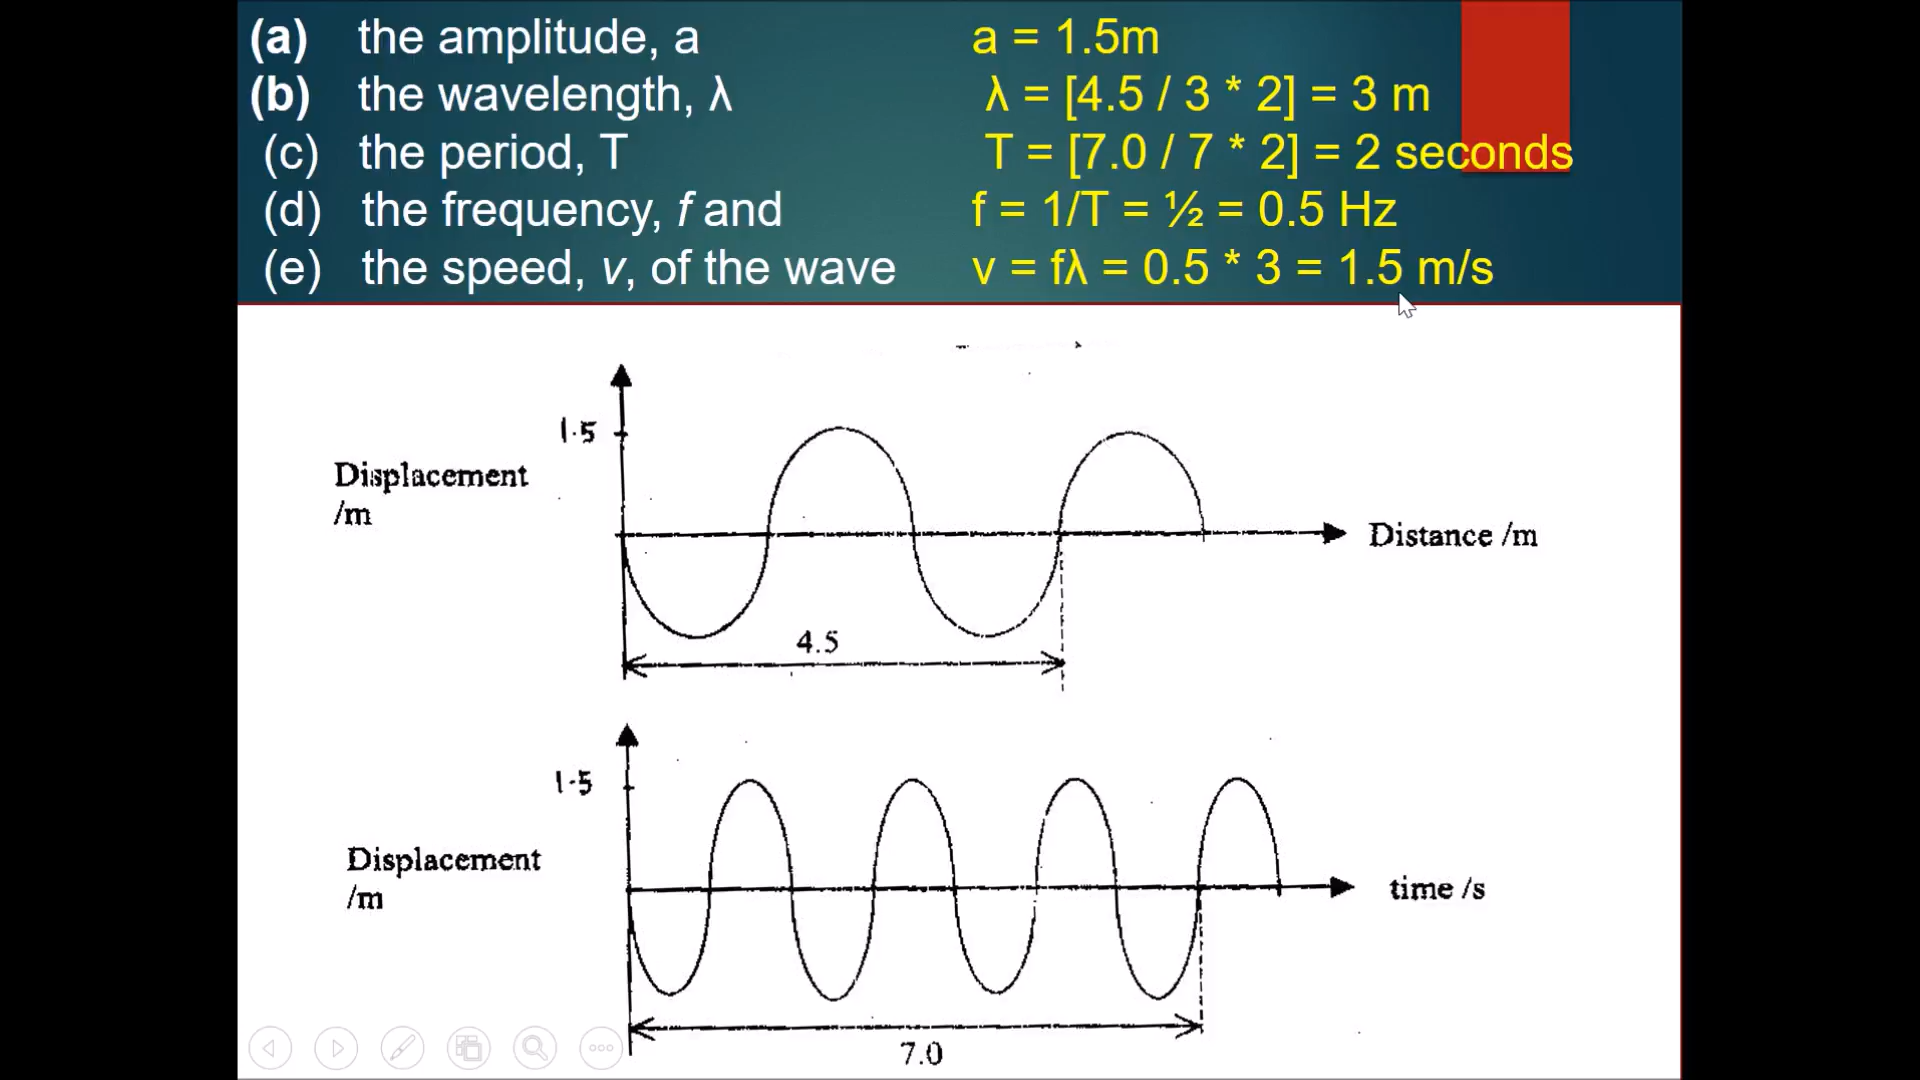 (a) the amplitude, a a = 1.5m
(b) the wavelength, λ λ = [4.5 / 3 * 2] = 3 m
(c) the period, T T = [7.0 / 7 * 2] = 2 seconds
(d) the frequency, f and f = 1/T = ½ = 0.5 Hz
(e) the speed, v, of the wave v = fλ = 0.5 * 3 = 1.5 m/s
1.5
Displacement
/m
Distance /m
4.5
1.5
Displacement
/m
time /s
7.0